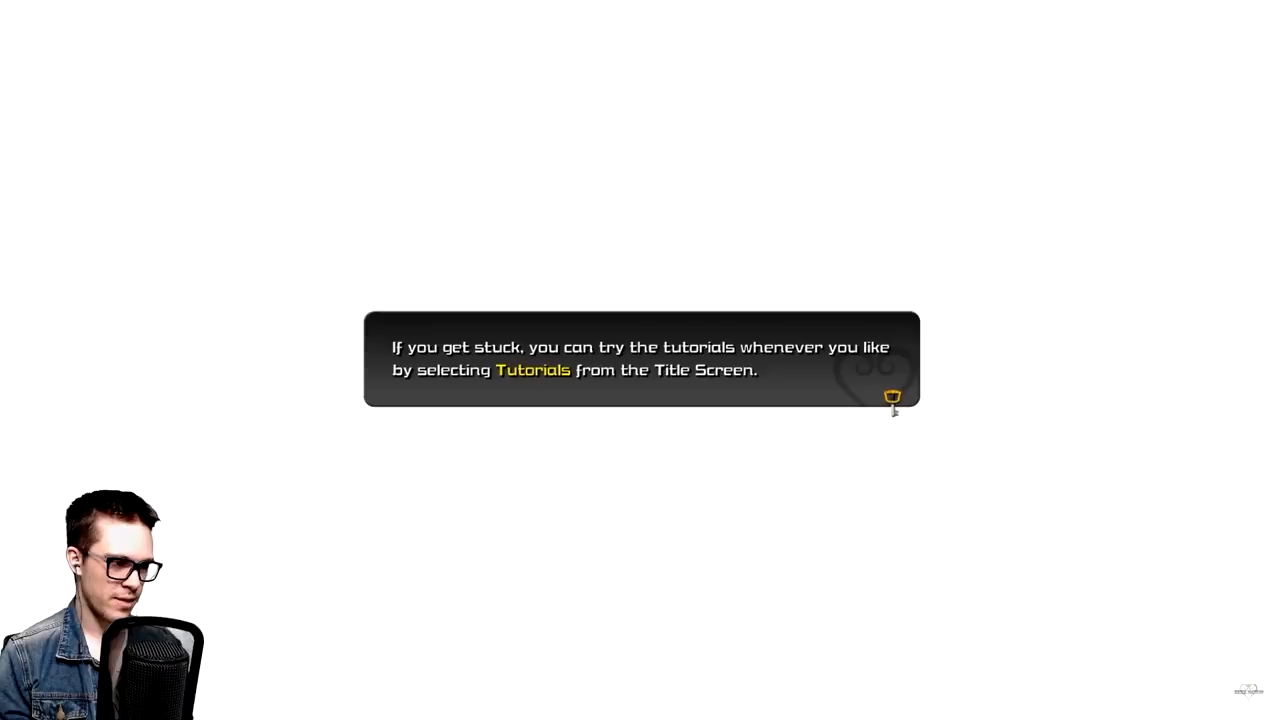 If you get stuck, you can try the tutorials whenever you like
by selecting Tutorials from the Title Screen.